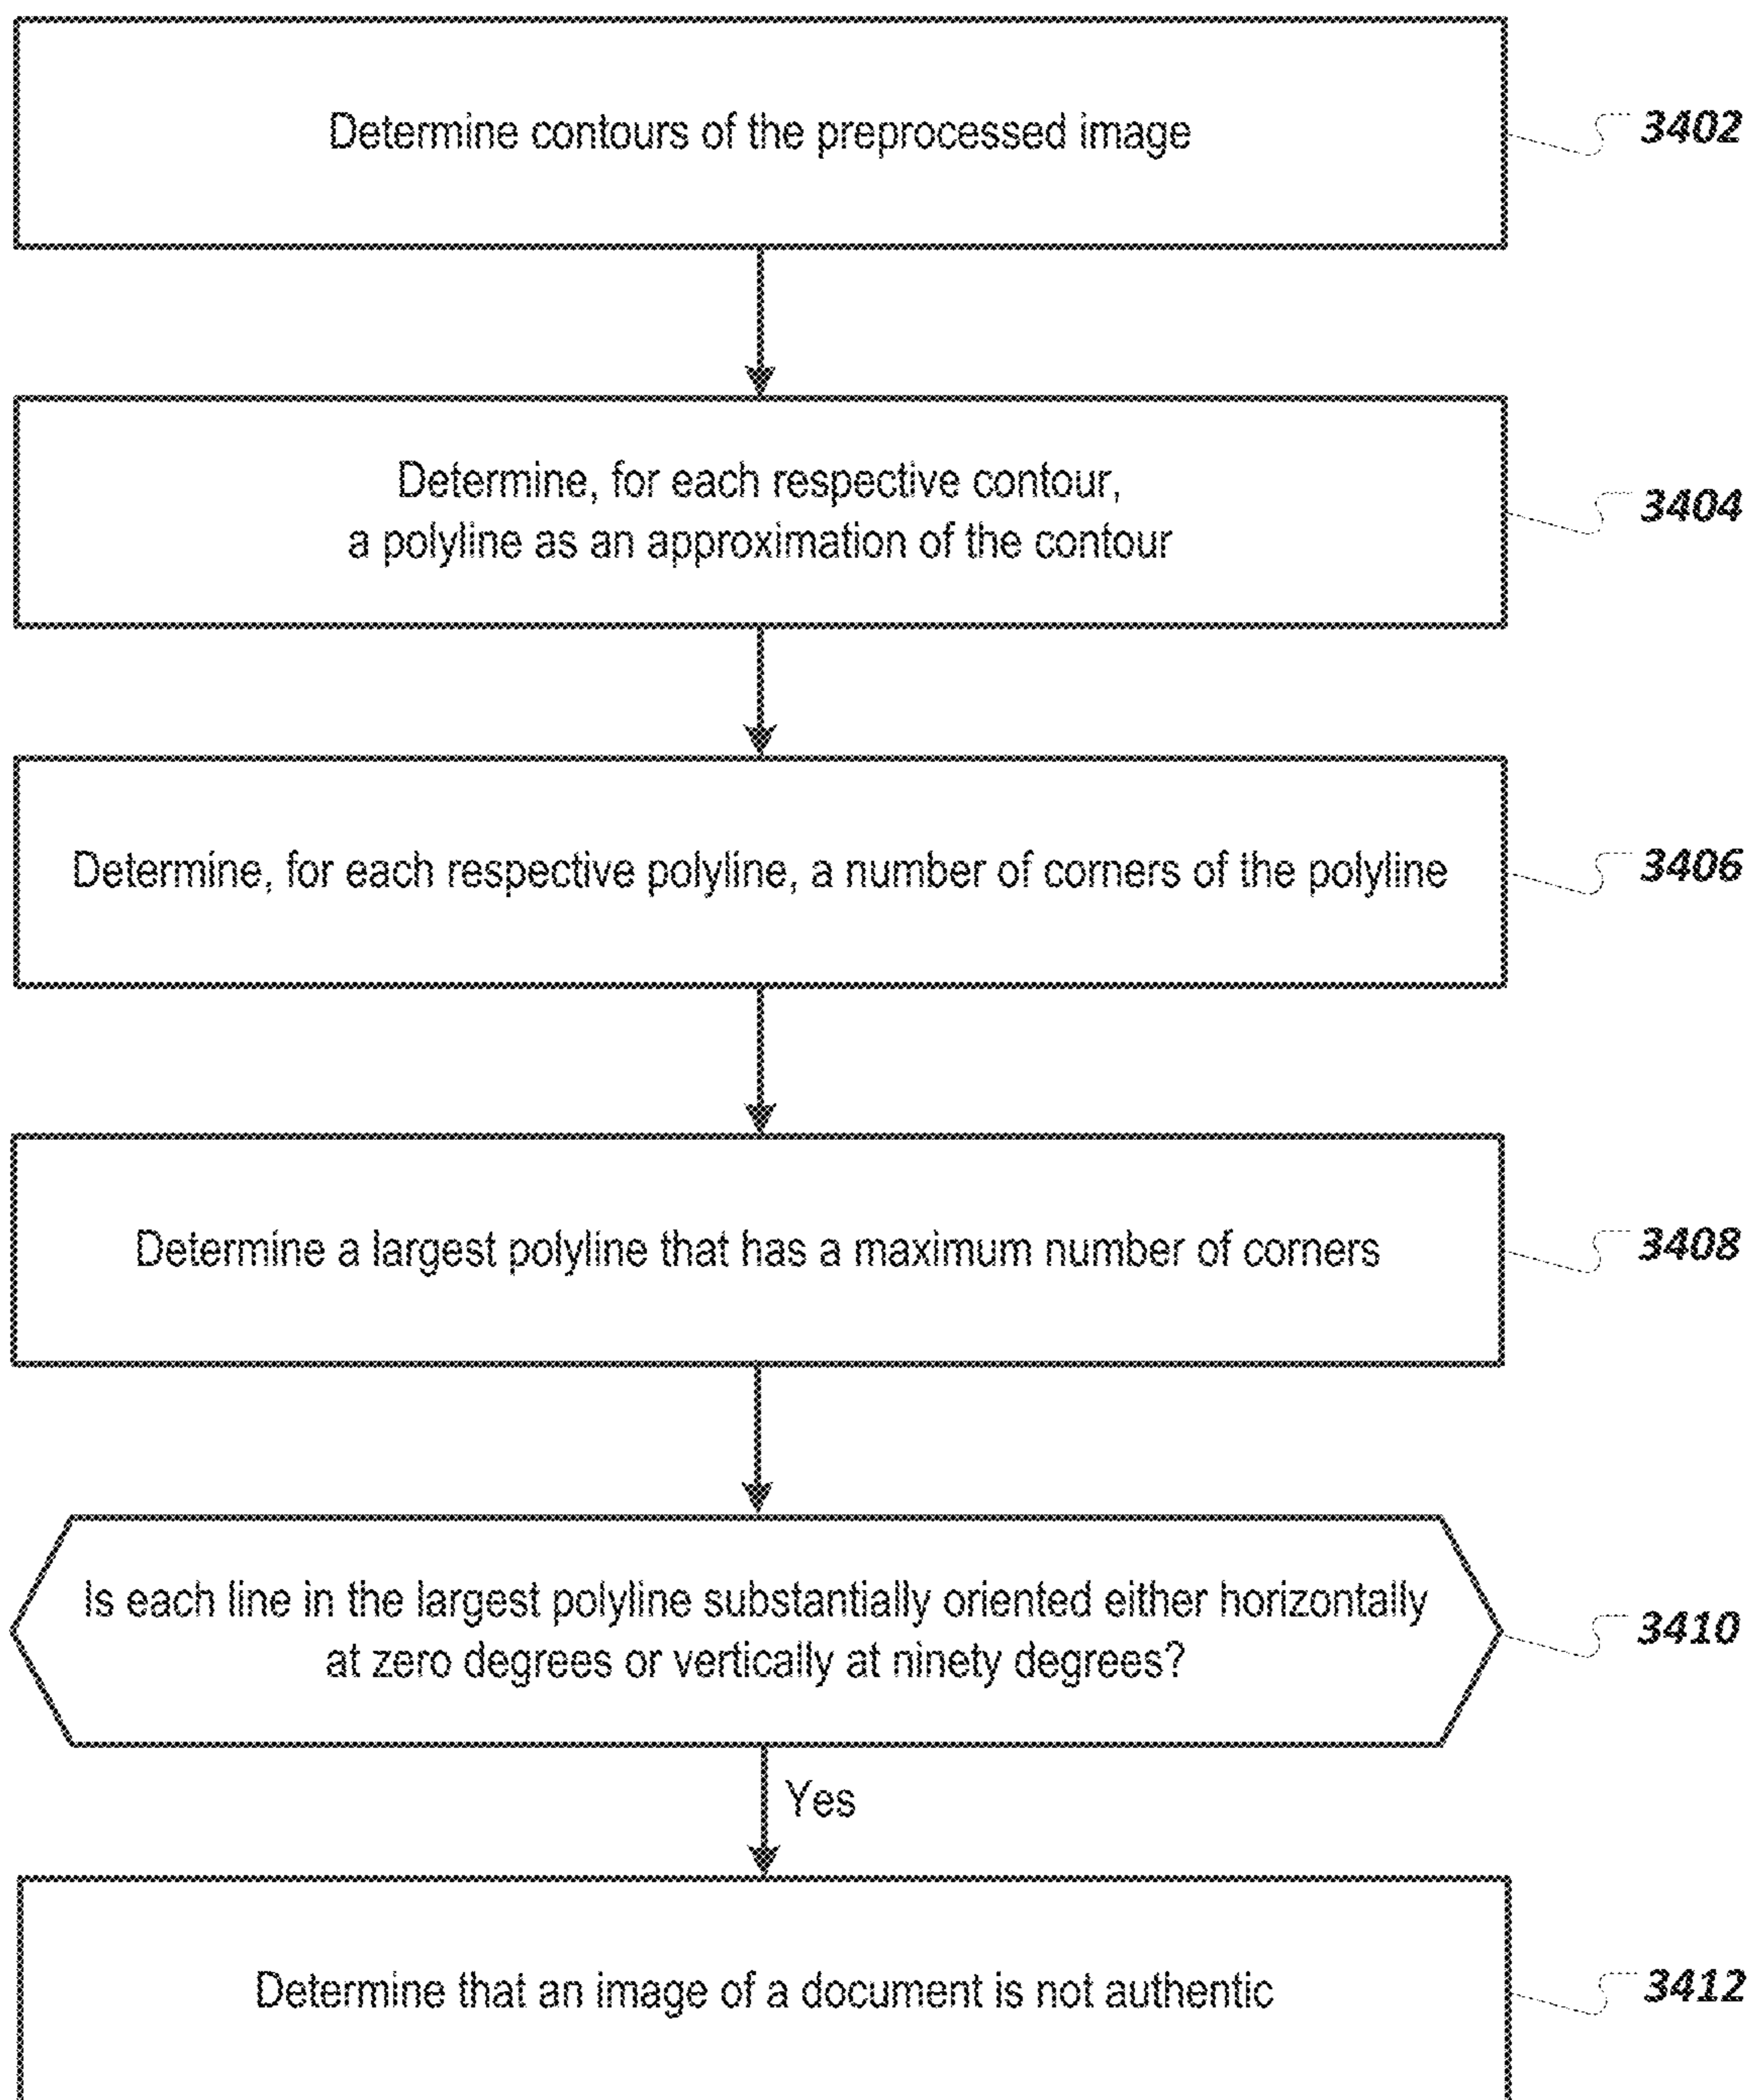 Determine contours of the preprocessed image
3402
Determine, for each respective contour,
a polyline as an approximation of the contour
3404
Determine, for each respective polyline, a number of corners of the polyline
3406
Determine a largest polyline that has a maximum number of corners
3408
Is each line in the largest polyline substantially oriented either horizontally
at zero degrees or vertically at ninety degrees?
3410
Yes
Determine that an image of a document is not authentic
3412